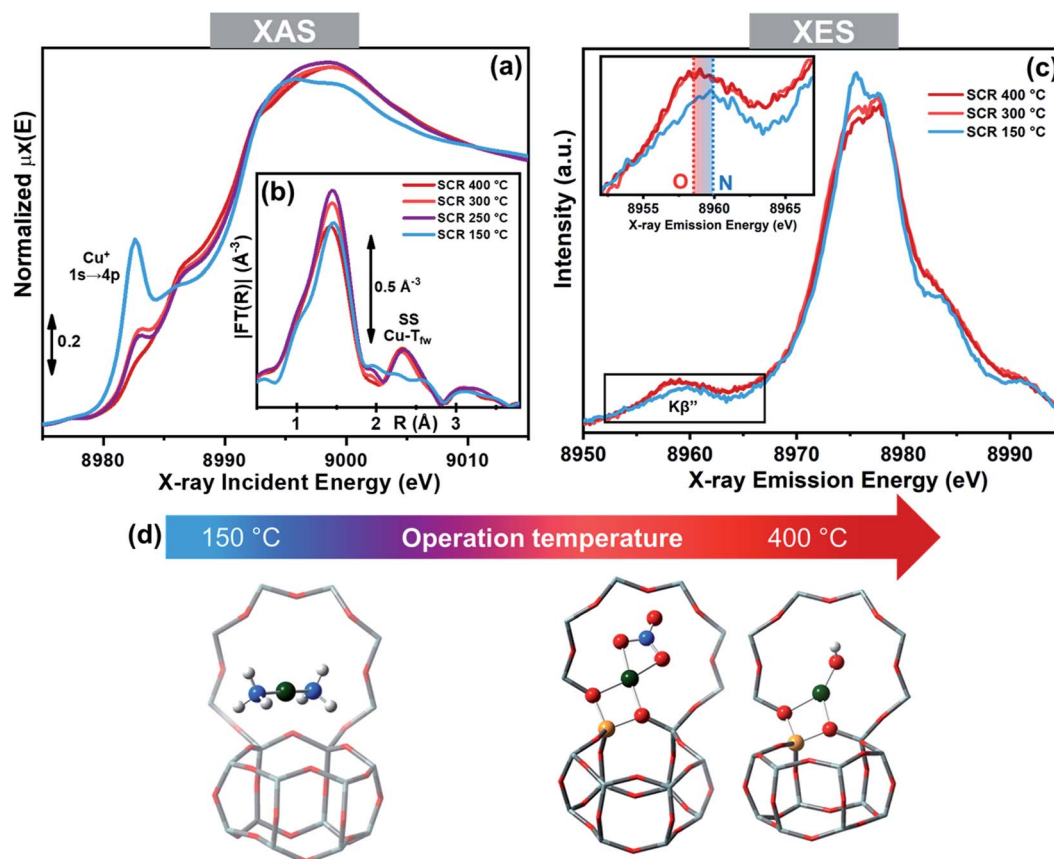 XAS
XES
(a)
Normalized μx(E)
Cu⁺
1s→4p
0.2
8980
8990
9000
9010
X-ray Incident Energy (eV)
(b)
SCR 400 °C
SCR 300 °C
SCR 250 °C
SCR 150 °C
|FT(R)| (Å⁻³)
0.5 Å⁻³
SS
Cu-T_fw
1
2
3
R (Å)
(c)
SCR 400 °C
SCR 300 °C
SCR 150 °C
Intensity (a.u.)
O
N
8955
8960
8965
X-ray Emission Energy (eV)
Kβ"
8950
8960
8970
8980
8990
X-ray Emission Energy (eV)
(d)
150 °C
Operation temperature
400 °C